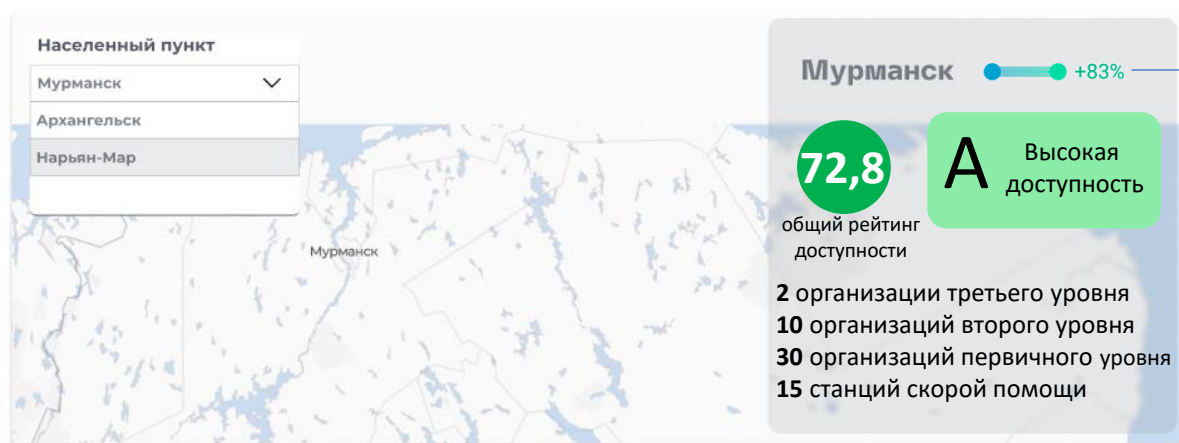 Населенный пункт
Мурманск
Архангельск
Нарьян-Мар
Мурманск
Мурманск +83%
72,8
общий рейтинг
доступности
A Высокая
доступность
2 организации третьего уровня
10 организаций второго уровня
30 организаций первичного уровня
15 станций скорой помощи